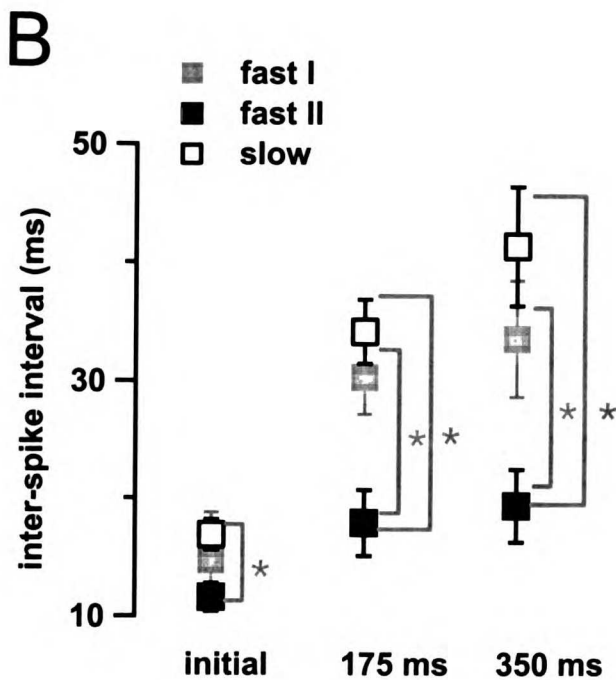 B
fast I
fast II
slow
50
30
10
inter-spike interval (ms)
* * *
* *
initial 175 ms 350 ms